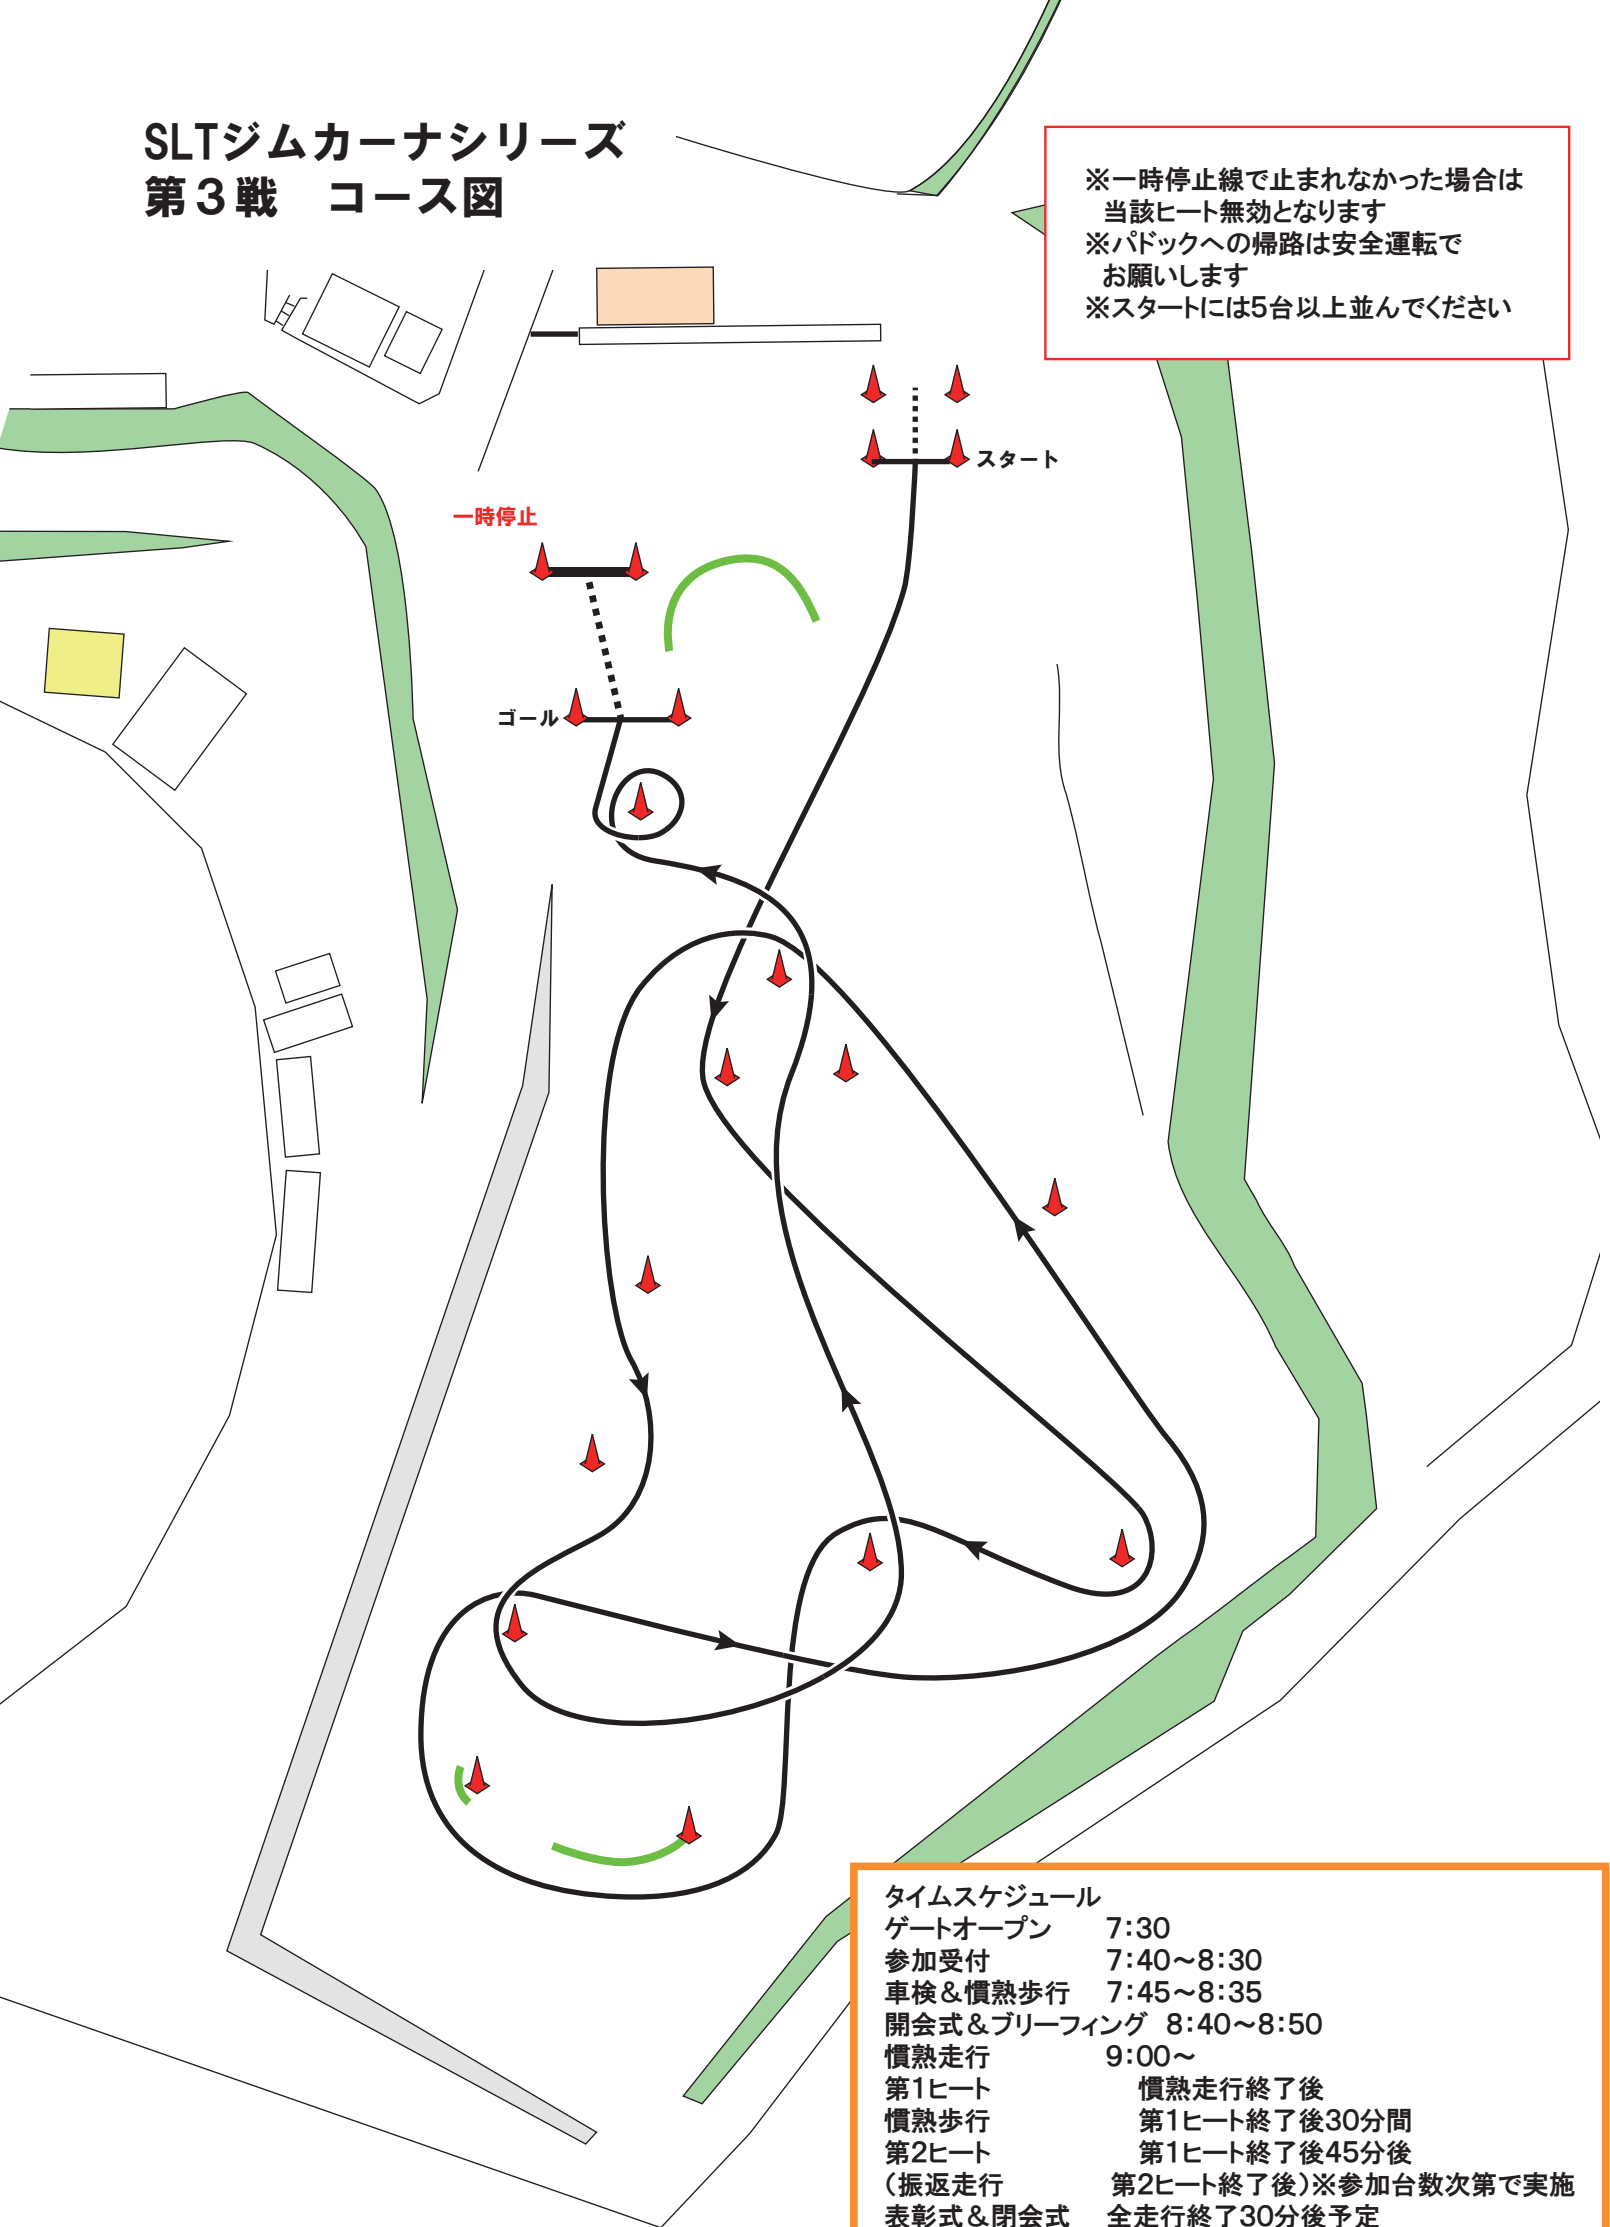 SLTジムカーナシリーズ
第3戦　コース図
※一時停止線で止まれなかった場合は
当該ヒート無効となります
※パドックへの帰路は安全運転で
お願いします
※スタートには5台以上並んでください
スタート
一時停止
ゴール
タイムスケジュール
ゲートオープン　7：30
参加受付　7：40～8：30
車検＆慣熟歩行　7：45～8：35
開会式＆ブリーフィング　8：40～8：50
慣熟走行　9：00～
第1ヒート　慣熟走行終了後
慣熟歩行　第1ヒート終了後30分間
第2ヒート　第1ヒート終了後45分後
（振返走行　第2ヒート終了後）※参加台数次第で実施
表彰式＆閉会式　全走行終了30分後予定